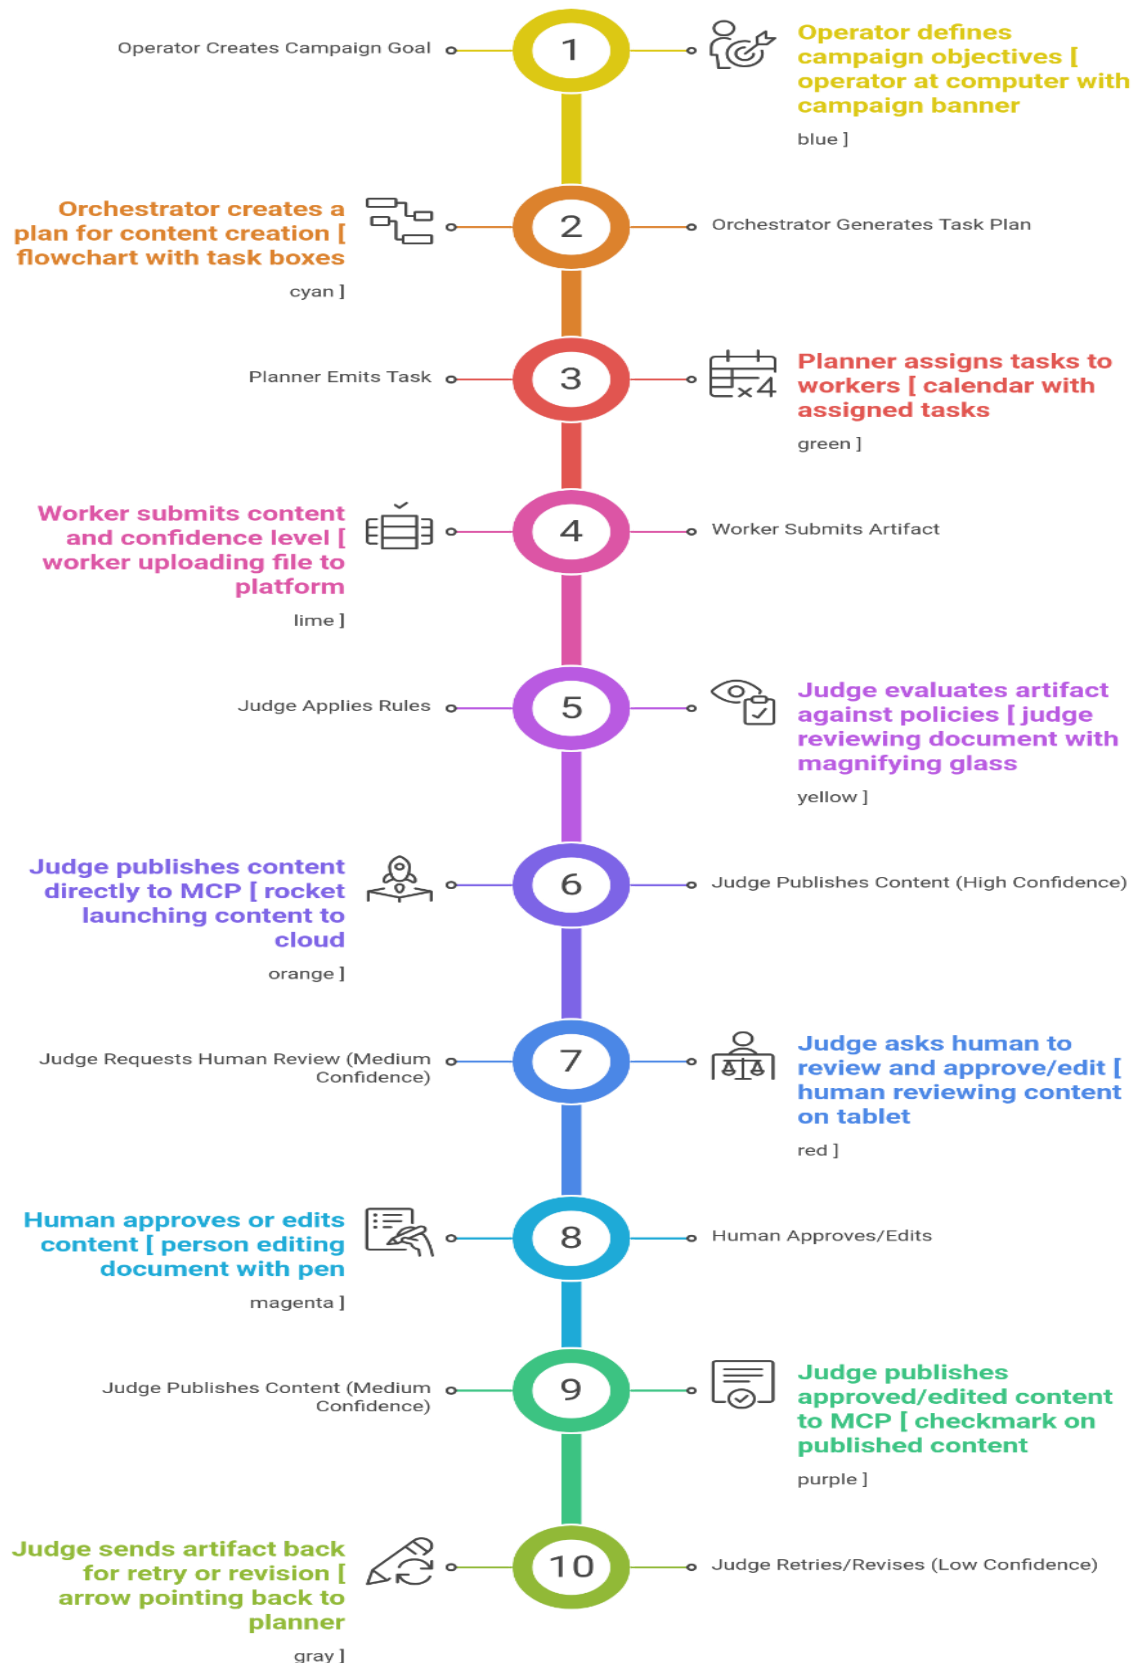 Operator Creates Campaign Goal
1
Operator defines
campaign objectives [
operator at computer with
campaign banner
blue ]
Orchestrator creates a
plan for content creation [
flowchart with task boxes
cyan ]
2
Orchestrator Generates Task Plan
Planner Emits Task
3
x4
Planner assigns tasks to
workers [ calendar with
assigned tasks
green ]
Worker submits content
and confidence level [
worker uploading file to
platform
lime ]
4
Worker Submits Artifact
Judge Applies Rules
5
Judge evaluates artifact
against policies [ judge
reviewing document with
magnifying glass
yellow ]
Judge publishes content
directly to MCP [ rocket
launching content to
cloud
orange ]
6
Judge Publishes Content (High Confidence)
Judge Requests Human Review (Medium
Confidence)
7
Judge asks human to
review and approve/edit [
human reviewing content
on tablet
red ]
Human approves or edits
content [ person editing
document with pen
magenta ]
8
Human Approves/Edits
Judge Publishes Content (Medium
Confidence)
9
Judge publishes
approved/edited content
to MCP [ checkmark on
published content
purple ]
Judge sends artifact back
for retry or revision [
arrow pointing back to
planner
gray ]
10
Judge Retries/Revises (Low Confidence)